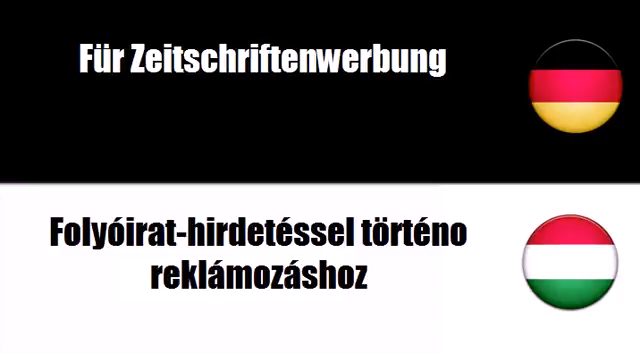 Für Zeitschriftenwerbung
Folyóirat-hirdetéssel történo
reklámozáshoz